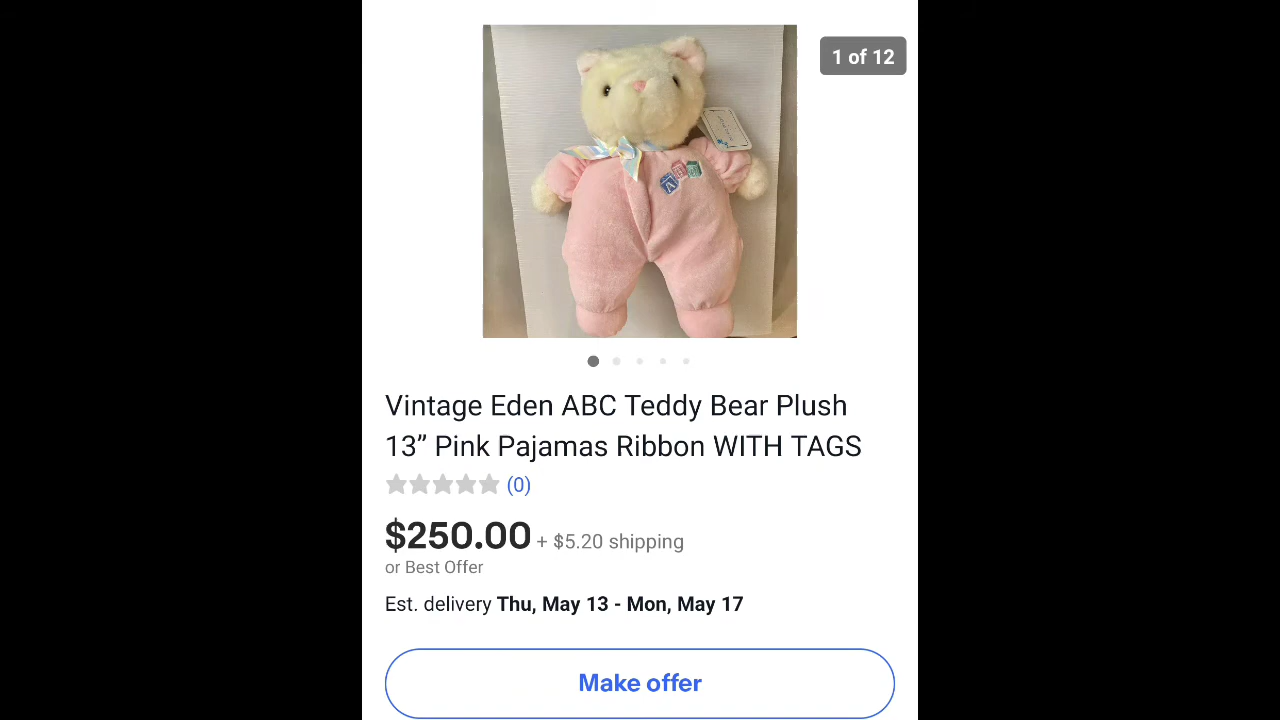 1 of 12
A B
Vintage Eden ABC Teddy Bear Plush
13” Pink Pajamas Ribbon WITH TAGS
(0)
$250.00 + $5.20 shipping
or Best Offer
Est. delivery Thu, May 13 - Mon, May 17
Make offer